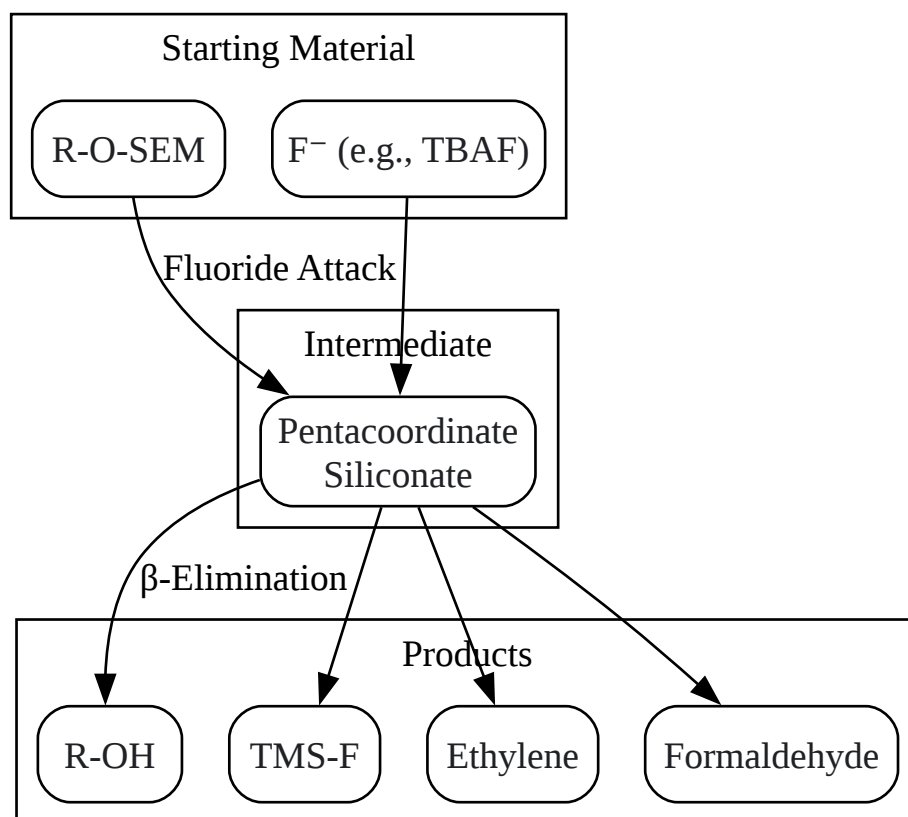 Starting Material
R-O-SEM
F⁻ (e.g., TBAF)
Fluoride Attack
Intermediate
Pentacoordinate
Siliconate
β-Elimination
Products
R-OH
TMS-F
Ethylene
Formaldehyde